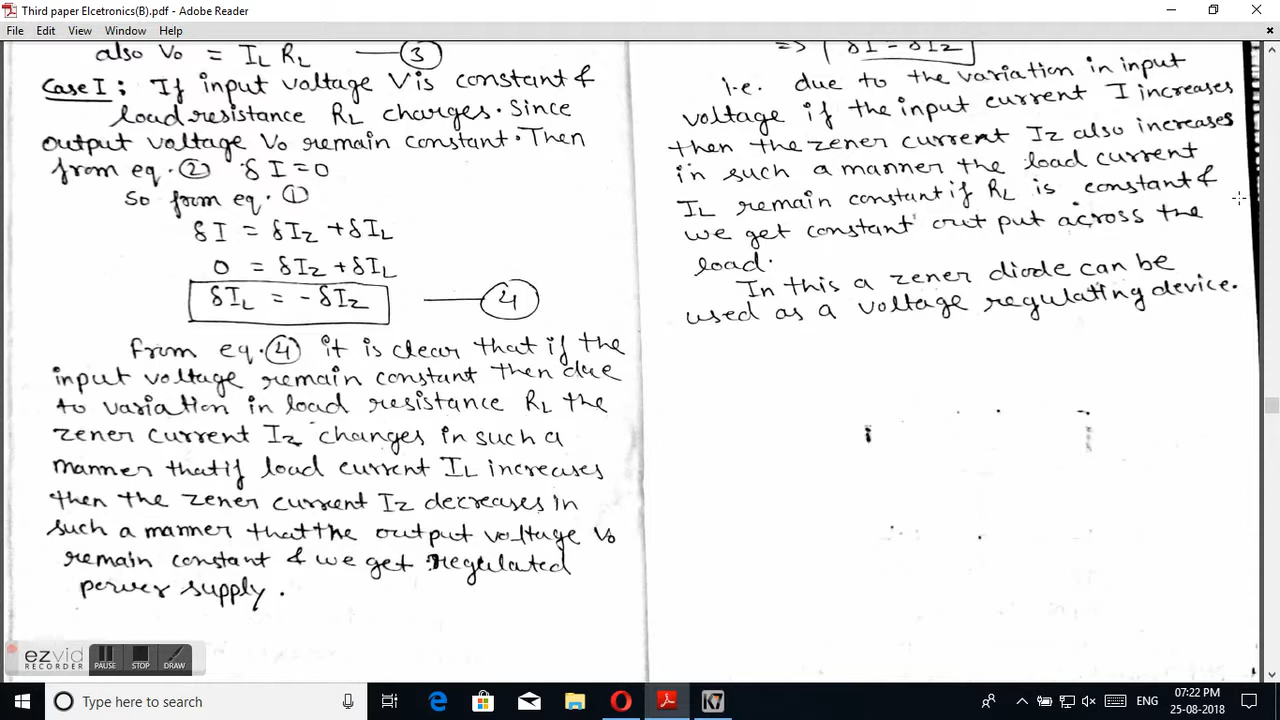 Third paper Elcetronics(B).pdf - Adobe Reader
File Edit View Window Help
also Vo = IL RL —— 3
Case I : If input voltage V is constant &
load resistance RL charges. Since
output voltage Vo remain constant. Then
from eq. 2 δI = 0
So from eq. 1
δI = δIz + δIL
0 = δIz + δIL
δIL = - δIz —— 4
From eq. 4 it is clear that if the
input voltage remain constant then due
to variation in load resistance RL the
zener current Iz changes in such a
manner that if load current IL increases
then the zener current Iz decreases in
such a manner that the output voltage Vo
remain constant & we get regulated
power supply.
=> δI = δIz
i.e. due to the variation in input
voltage if the input current I increases
then the zener current Iz also increases
in such a manner the load current
IL remain constant if RL is constant &
we get constant out put across the
load.
In this a zener diode can be
used as a voltage regulating device.
ezvid
RECORDER
PAUSE STOP DRAW
Type here to search
ENG
07:22 PM
25-08-2018